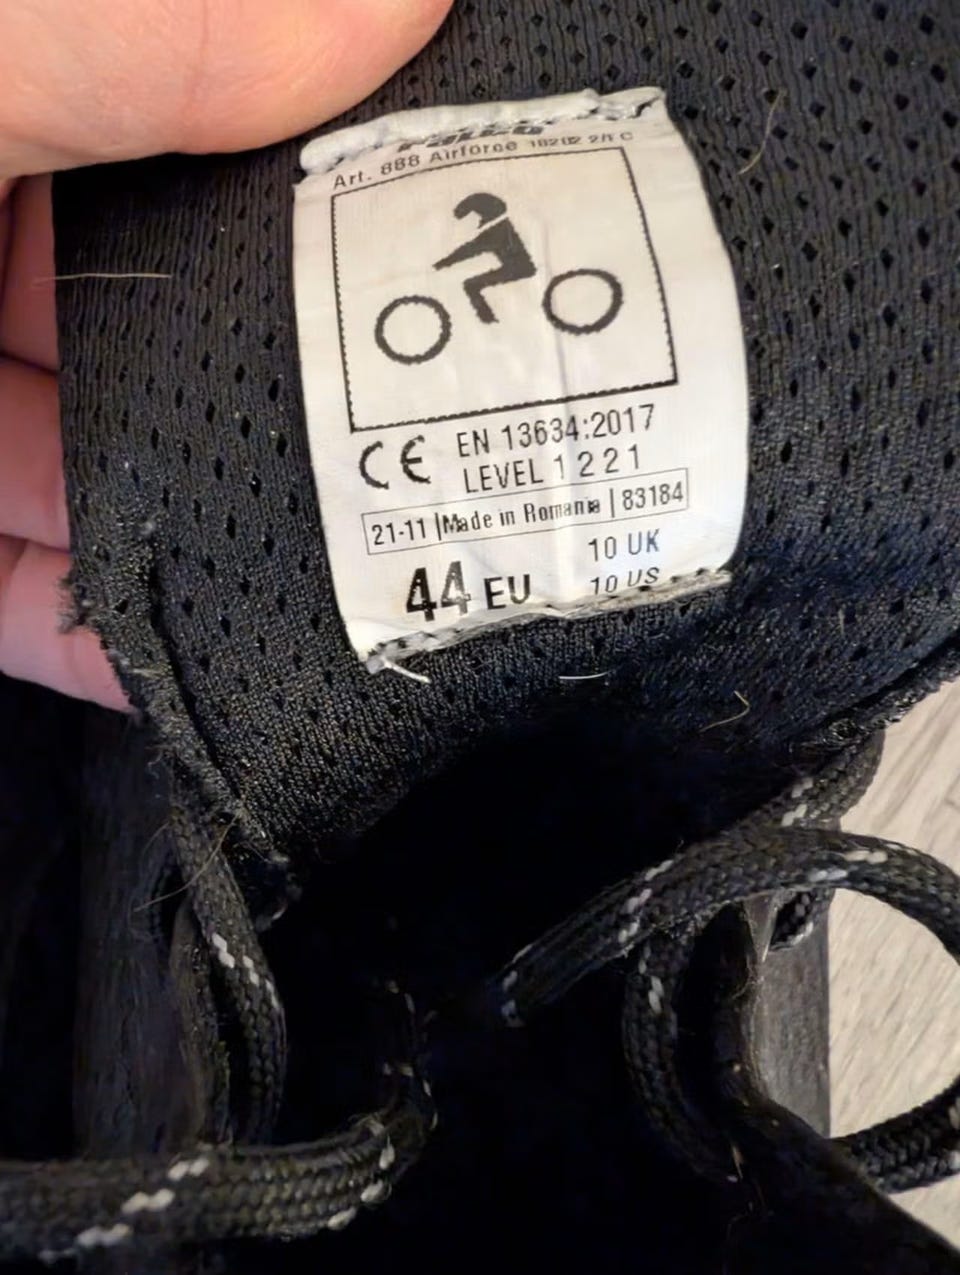 Art. 888 Airforce
CE EN 13634:2017
LEVEL 1 2 2 1
21-11 | Made in Romania | 83184
44 EU 10 UK
10 US